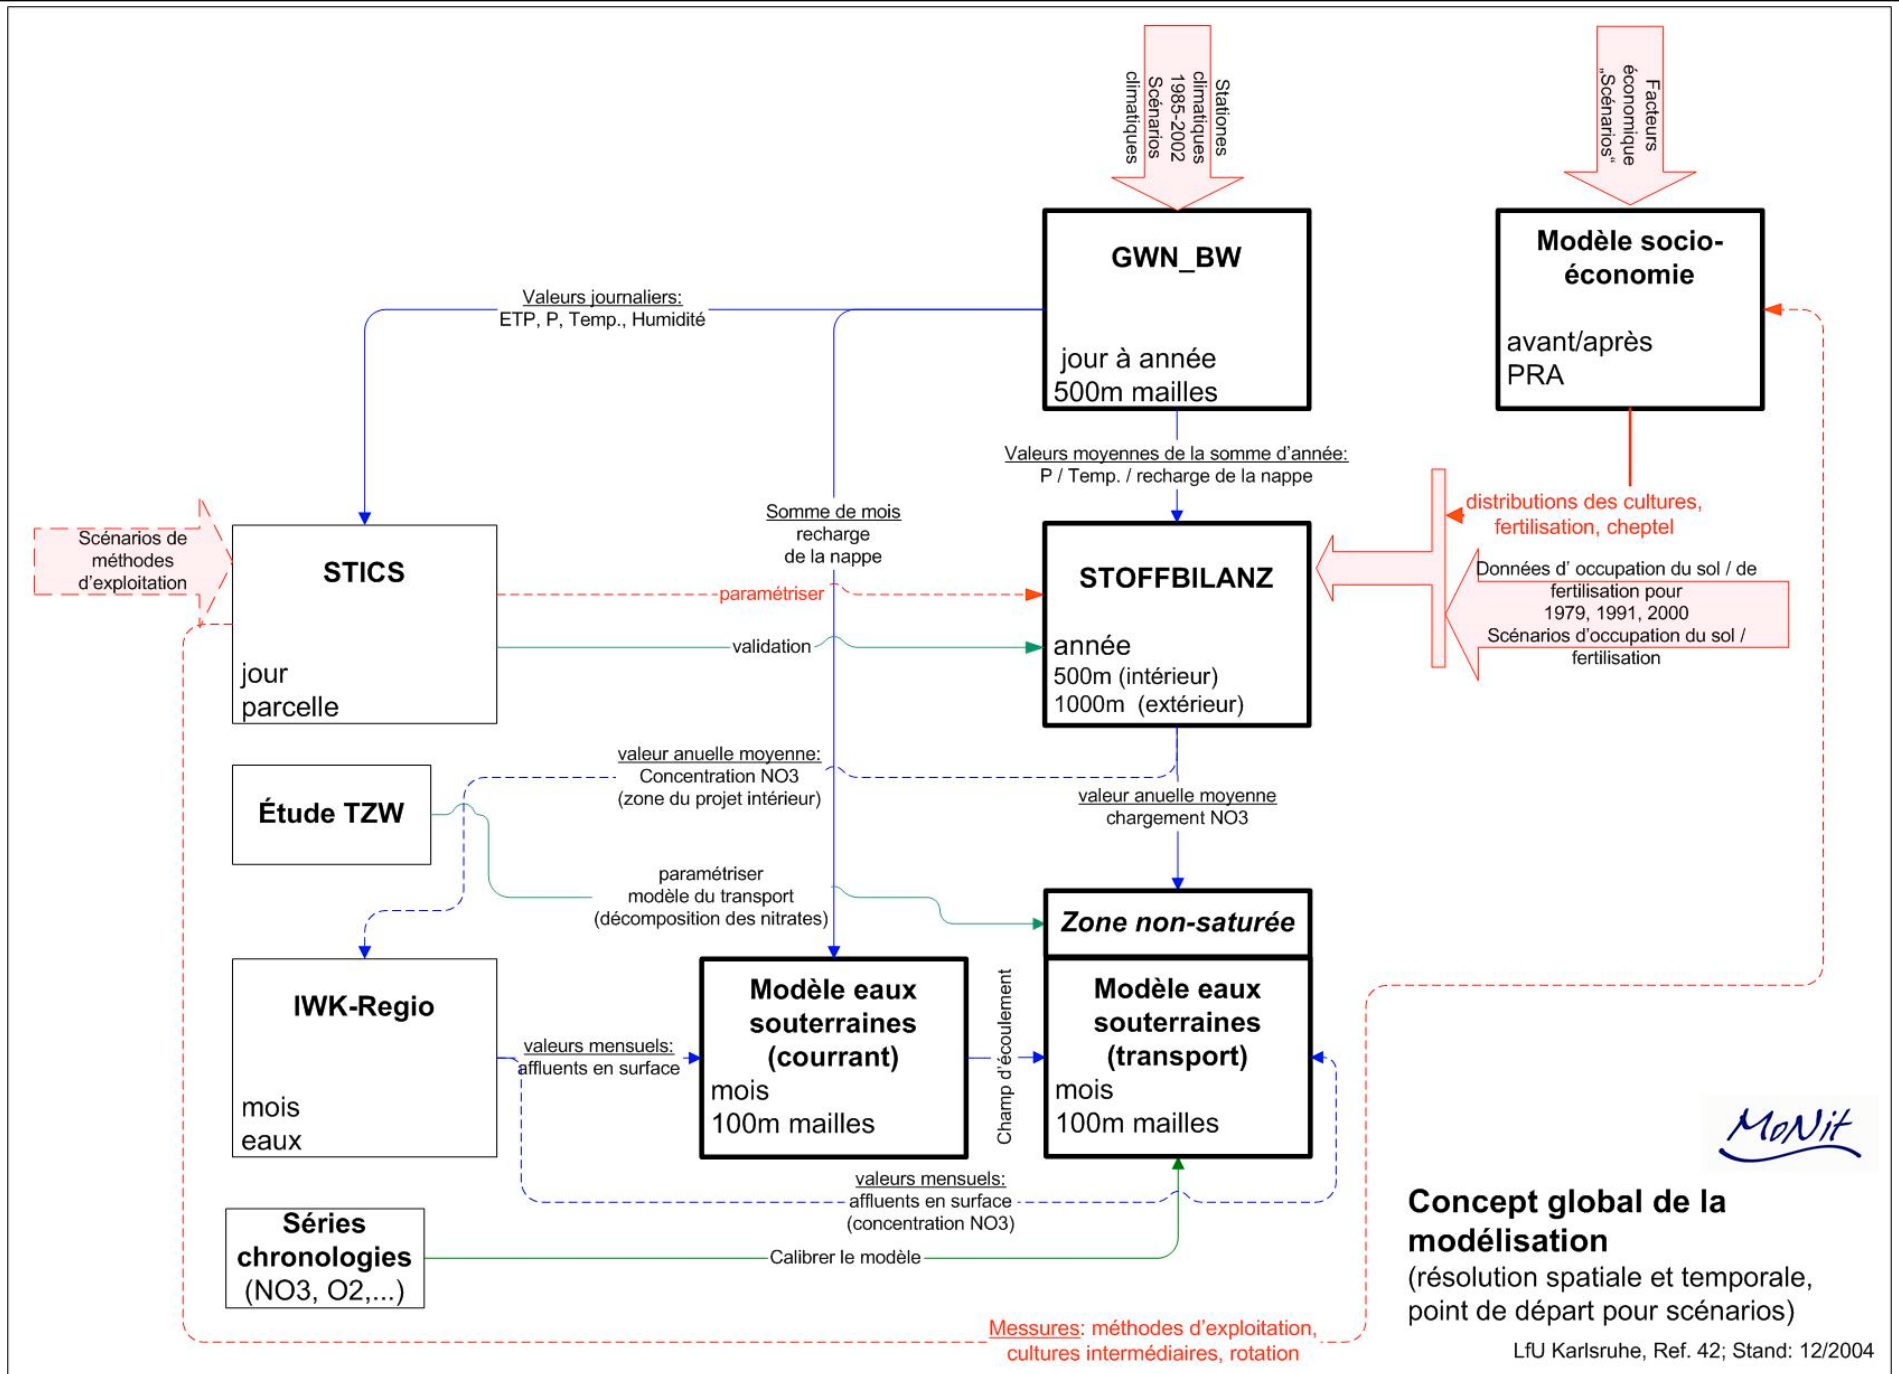 Stationes
climatiques
1985-2002
Scénarios
climatiques
Facteurs
économique
„Scénarios“
GWN_BW
jour à année
500m mailles
Modèle socio-
économie
avant/après
PRA
Valeurs journaliers:
ETP, P, Temp., Humidité
Valeurs moyennes de la somme d'année:
P / Temp. / recharge de la nappe
Somme de mois
recharge
de la nappe
distributions des cultures,
fertilisation, cheptel
Scénarios de
méthodes
d'exploitation
STICS
jour
parcelle
paramétriser
validation
STOFFBILANZ
année
500m (intérieur)
1000m (extérieur)
Données d' occupation du sol / de
fertilisation pour
1979, 1991, 2000
Scénarios d'occupation du sol /
fertilisation
valeur anuelle moyenne:
Concentration NO3
(zone du projet intérieur)
valeur anuelle moyenne
chargement NO3
Étude TZW
paramétriser
modèle du transport
(décomposition des nitrates)
Zone non-saturée
IWK-Regio
mois
eaux
valeurs mensuels:
affluents en surface
Modèle eaux
souterraines
(courrant)
mois
100m mailles
Champ d'écoulement
Modèle eaux
souterraines
(transport)
mois
100m mailles
valeurs mensuels:
affluents en surface
(concentration NO3)
Séries
chronologies
(NO3, O2,...)
Calibrer le modèle
Messures: méthodes d'exploitation,
cultures intermédiaires, rotation
MoNit
Concept global de la
modélisation
(résolution spatiale et temporale,
point de départ pour scénarios)
LfU Karlsruhe, Ref. 42; Stand: 12/2004